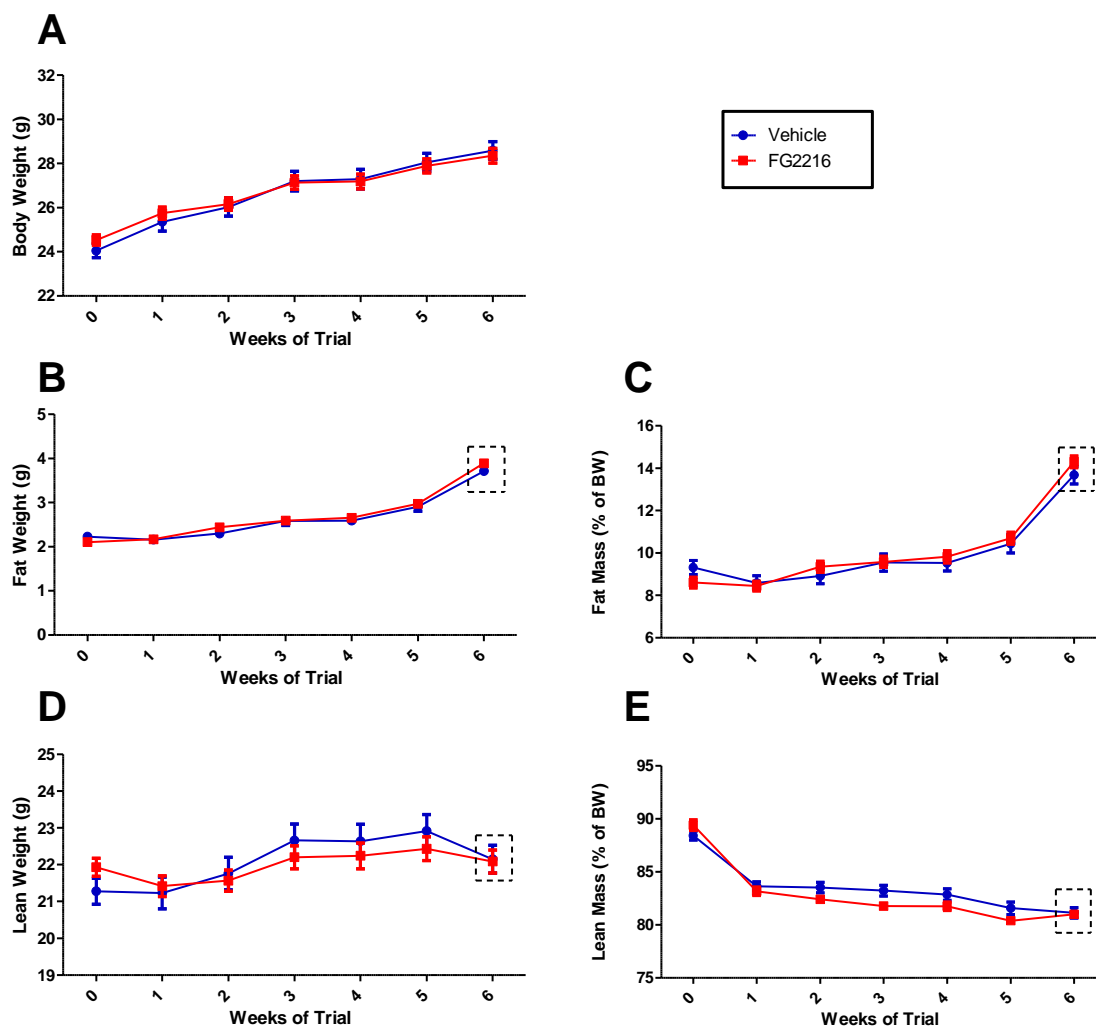 A
32
30
28
26
24
22
Body Weight (g)
0 1 2 3 4 5 6
Weeks of Trial
Vehicle
FG2216
B
5
4
3
2
1
0
Fat Weight (g)
0 1 2 3 4 5 6
Weeks of Trial
C
16
14
12
10
8
6
Fat Mass (% of BW)
0 1 2 3 4 5 6
Weeks of Trial
D
25
24
23
22
21
20
19
Lean Weight (g)
0 1 2 3 4 5 6
Weeks of Trial
E
95
90
85
80
75
Lean Mass (% of BW)
0 1 2 3 4 5 6
Weeks of Trial